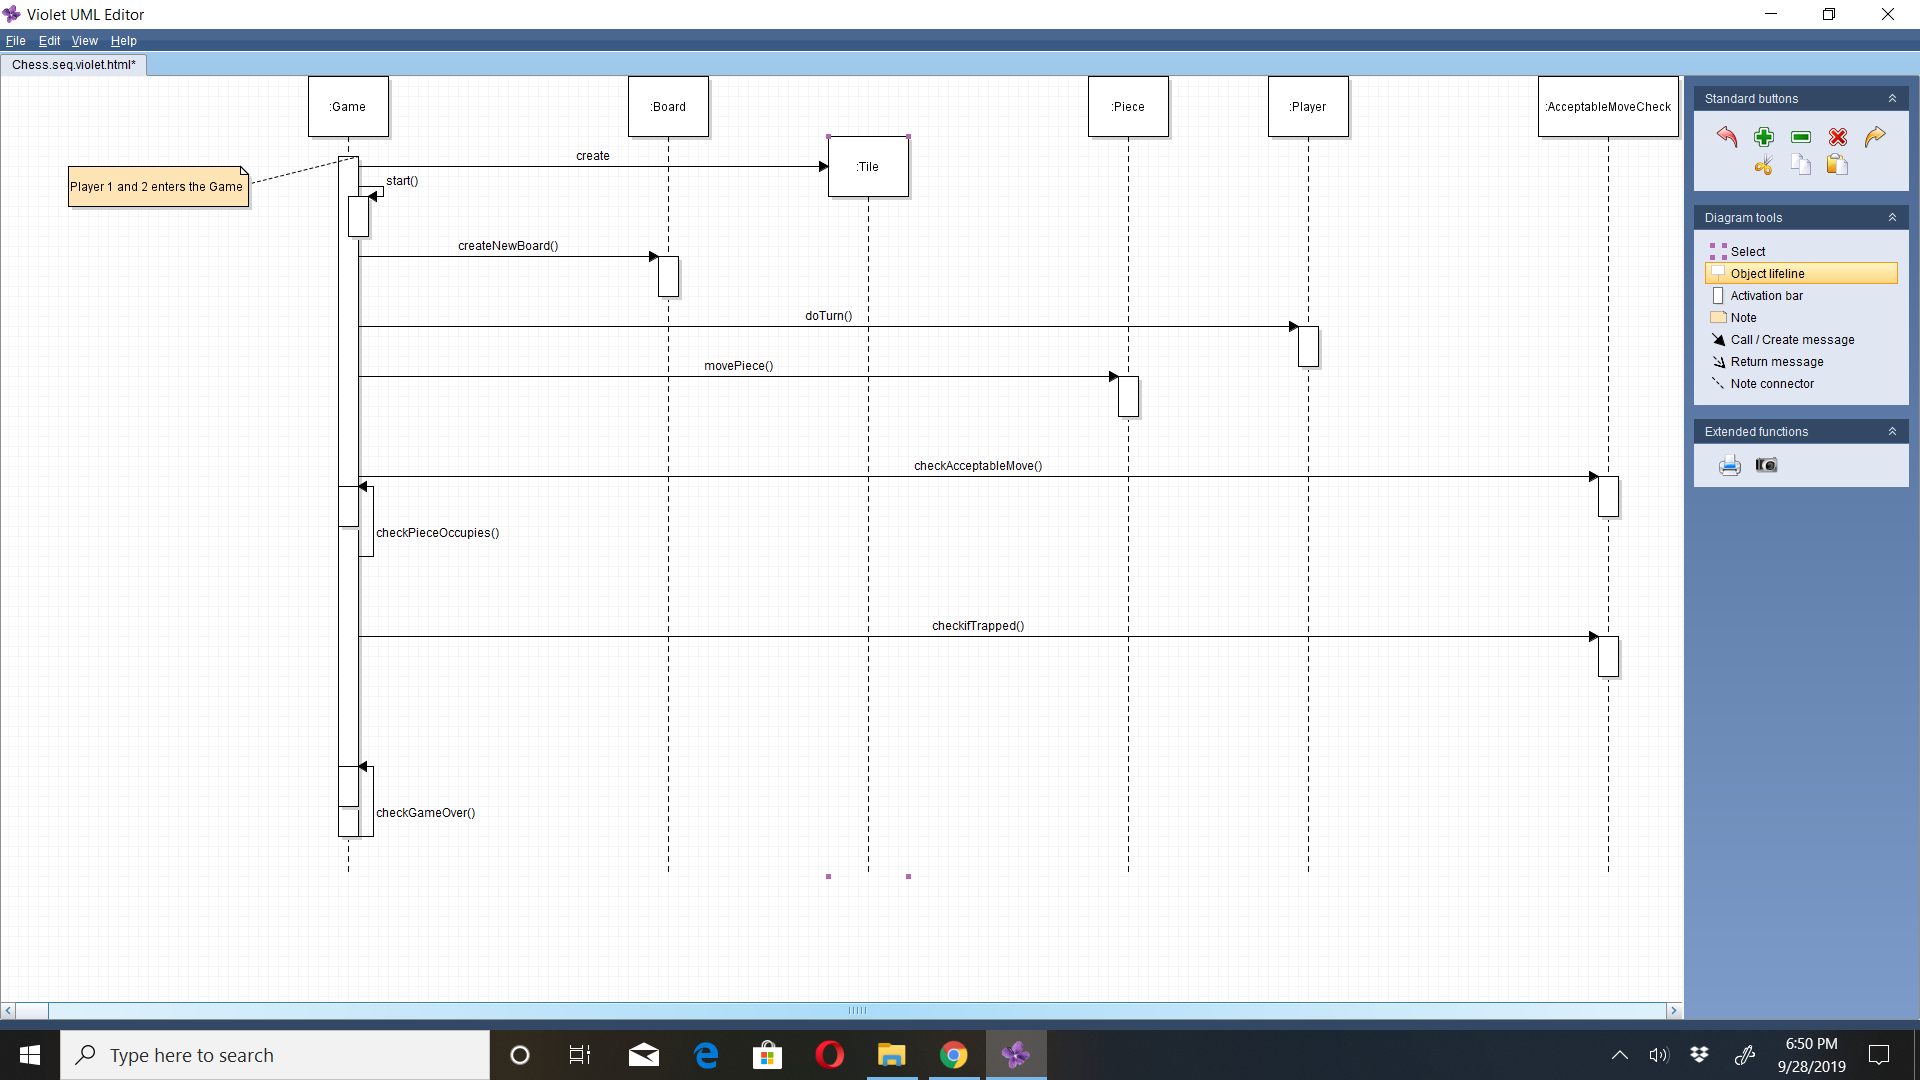 Violet UML Editor
File Edit View Help
Chess.seq.violet.html*
:Game
:Board
:Piece
:Player
:AcceptableMoveCheck
create
:Tile
Player 1 and 2 enters the Game
start()
createNewBoard()
doTurn()
movePiece()
checkAcceptableMove()
checkPieceOccupies()
checkifTrapped()
checkGameOver()
Standard buttons
Diagram tools
Select
Object lifeline
Activation bar
Note
Call / Create message
Return message
Note connector
Extended functions
Type here to search
6:50 PM
9/28/2019